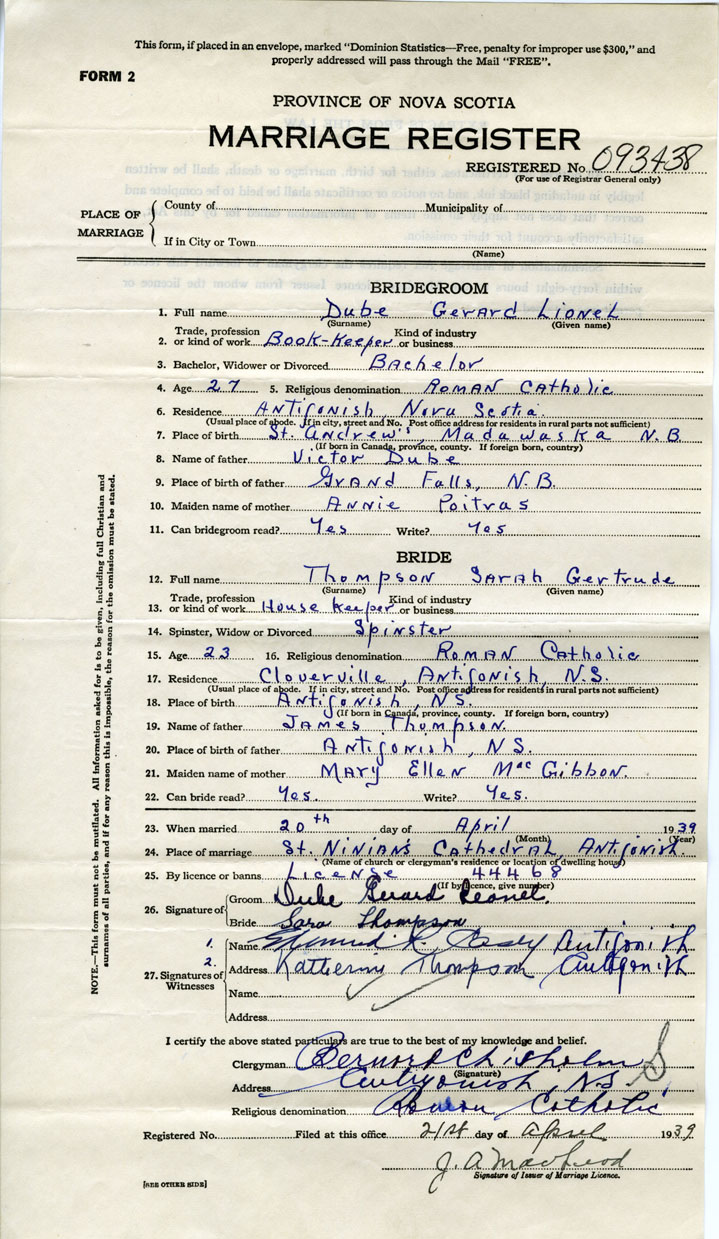 This form, if placed in an envelope, marked "Dominion Statistics—Free, penalty for improper use $300," and
properly addressed will pass through the Mail "FREE".
FORM 2
PROVINCE OF NOVA SCOTIA
MARRIAGE REGISTER
REGISTERED No. 093438
(For use of Registrar General only)
PLACE OF MARRIAGE
County of Municipality of
If in City or Town
(Name)
BRIDEGROOM
1. Full name Dube Gerard Lionel
(Surname) (Given name)
2. Trade, profession or kind of work Book-Keeper Kind of industry or business
3. Bachelor, Widower or Divorced Bachelor
4. Age 27 5. Religious denomination Roman Catholic
6. Residence Antigonish, Nova Scotia.
(Usual place of abode. If in city, street and No. Post office address for residents in rural parts not sufficient)
7. Place of birth St. Andrew's, Madawaska N.B
(If born in Canada, province, county. If foreign born, country)
8. Name of father Victor Dube
9. Place of birth of father Grand Falls, N.B.
10. Maiden name of mother Annie Poitras
11. Can bridegroom read? Yes Write? Yes
BRIDE
12. Full name Thompson Sarah Gertrude
(Surname) (Given name)
13. Trade, profession or kind of work House Keeper Kind of industry or business
14. Spinster, Widow or Divorced Spinster
15. Age 23 16. Religious denomination Roman Catholic
17. Residence Cloverville, Antigonish, N.S.
(Usual place of abode. If in city, street and No. Post office address for residents in rural parts not sufficient)
18. Place of birth Antigonish, NS.
(If born in Canada, province, county. If foreign born, country)
19. Name of father James Thompson.
20. Place of birth of father Antigonish, NS.
21. Maiden name of mother Mary Ellen MacGibbon.
22. Can bride read? Yes. Write? Yes.
23. When married 20th day of April 1939
(Month) (Year)
24. Place of marriage St. Ninian's Cathedral, Antigonish.
(Name of church or clergyman's residence or location of dwelling house)
25. By licence or banns License 44468
(If by licence, give number)
26. Signature of
Groom Dube Gerard Leonel.
Bride Sara Thompson
27. Signatures of Witnesses
1. Name R. Casey Antigonish
2. Address Katherine Thompson Antigonish
Name
Address
I certify the above stated particulars are true to the best of my knowledge and belief.
Clergyman Bernard Chisholm
(Signature)
Address Antigonish, N.S.
Religious denomination Roman Catholic
Registered No. Filed at this office 21st day of April 1939
J. A. MacLeod
Signature of Issuer of Marriage Licence.
[SEE OTHER SIDE]
NOTE.—This form must not be mutilated. All information asked for is to be given, including full Christian and
surnames of all parties, and if for any reason this is impossible, the reason for the omission must be stated.